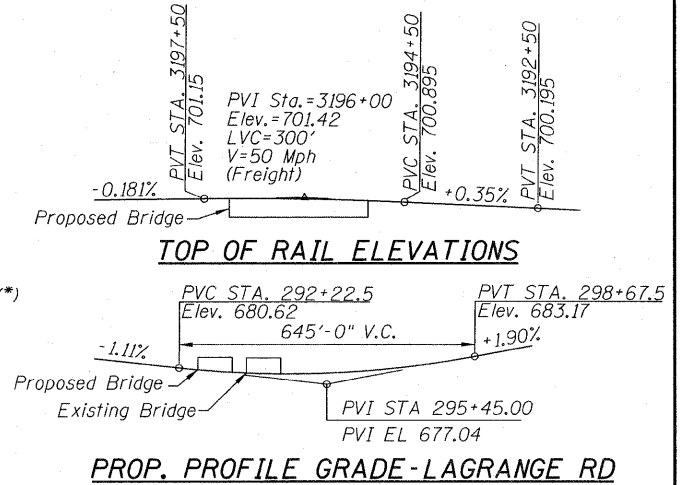 PVT STA. 3197+50
Elev. 701.15
PVI Sta.=3196+00
Elev.=701.42
LVC=300'
V=50 Mph
(Freight)
PVC STA. 3194+50
Elev. 700.895
PVT STA. 3192+50
Elev. 700.195
-0.181%
+0.35%
Proposed Bridge
TOP OF RAIL ELEVATIONS
*)
PVC STA. 292+22.5
Elev. 680.62
PVT STA. 298+67.5
Elev. 683.17
645'-0" V.C.
-1.11%
+1.90%
Proposed Bridge
Existing Bridge
PVI STA 295+45.00
PVI EL 677.04
PROP. PROFILE GRADE-LAGRANGE RD